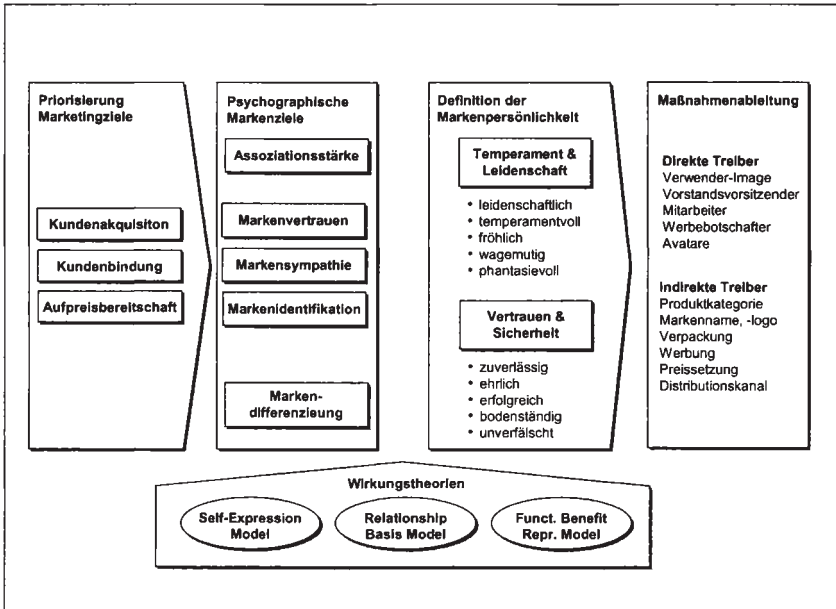 Priorisierung
Marketingziele
Kundenakquisiton
Kundenbindung
Aufpreisbereitschaft
Psychographische
Markenziele
Assoziationsstärke
Markenvertrauen
Markensympathie
Markenidentifikation
Marken-
differenzieung
Definition der
Markenpersönlichkeit
Temperament &
Leidenschaft
• leidenschaftlich
• temperamentvoll
• fröhlich
• wagemutig
• phantasievoll
Vertrauen &
Sicherheit
• zuverlässig
• ehrlich
• erfolgreich
• bodenständig
• unverfälscht
Maßnahmenableitung
Direkte Treiber
Verwender-Image
Vorstandsvorsitzender
Mitarbeiter
Werbebotschafter
Avatare
Indirekte Treiber
Produktkategorie
Markenname, -logo
Verpackung
Werbung
Preissetzung
Distributionskanal
Wirkungstheorien
Self-Expression
Model
Relationship
Basis Model
Funct. Benefit
Repr. Model